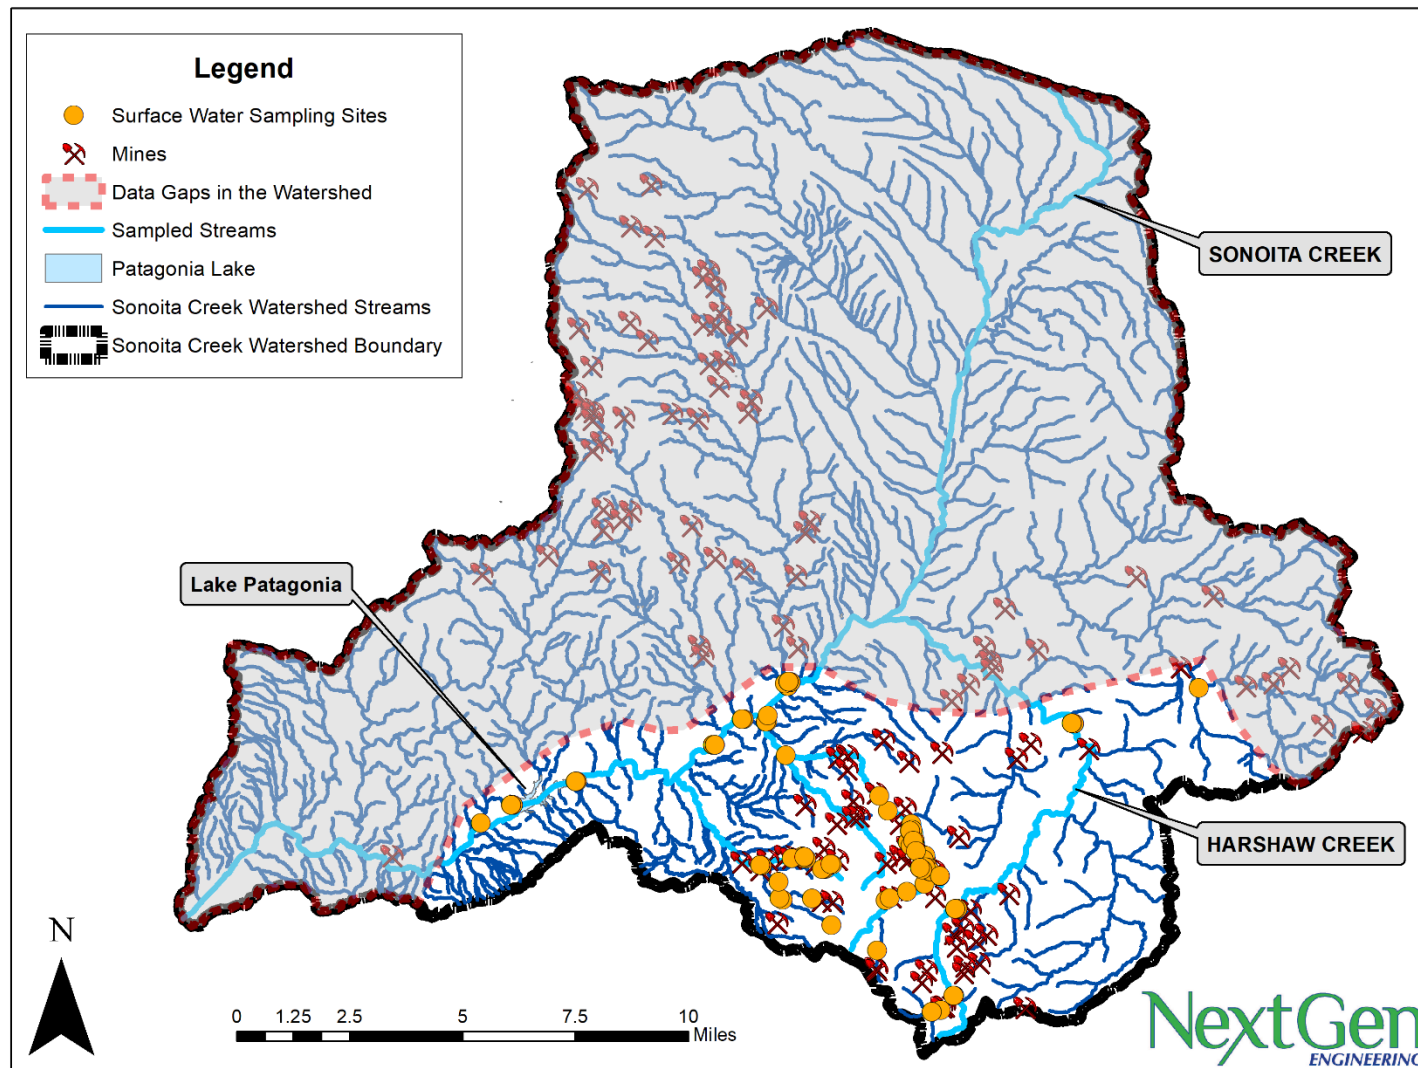 Legend
Surface Water Sampling Sites
Mines
Data Gaps in the Watershed
Sampled Streams
Patagonia Lake
Sonoita Creek Watershed Streams
Sonoita Creek Watershed Boundary
SONOITA CREEK
Lake Patagonia
HARSHAW CREEK
N
0 1.25 2.5 5 7.5 10
Miles
NextGen
ENGINEERING